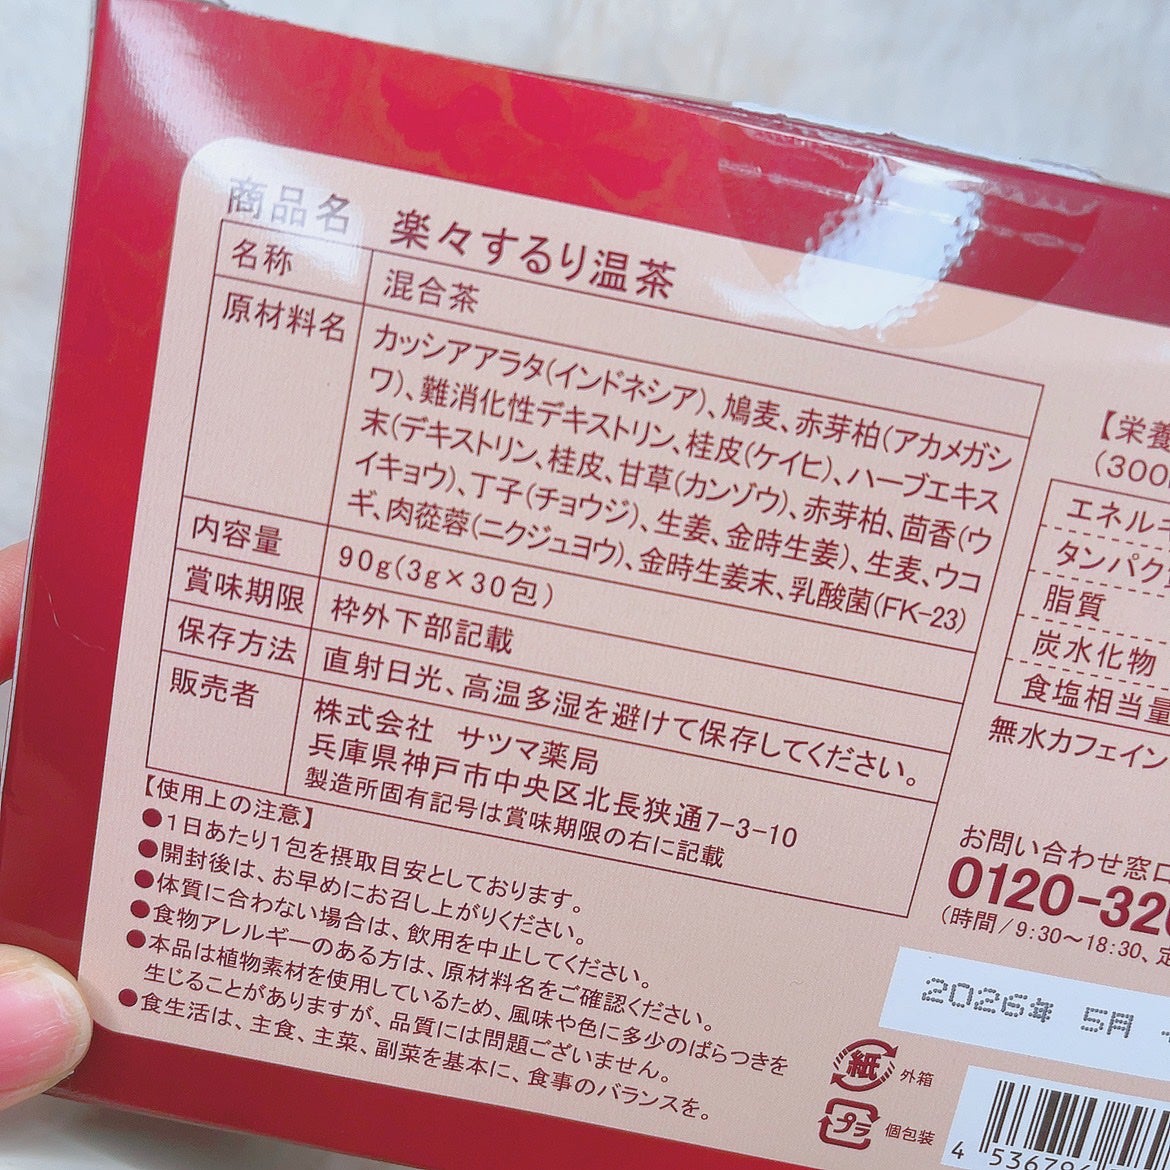 商品名 楽々するり温茶
名称 混合茶
原材料名 カッシアアラタ(インドネシア)、鳩麦、赤芽柏(アカメガシ
ワ)、難消化性デキストリン、桂皮(ケイヒ)、ハーブエキス
末(デキストリン、桂皮、甘草(カンゾウ)、赤芽柏、茴香(ウ
イキョウ)、丁子(チョウジ)、生姜、金時生姜)、生麦、ウコ
ギ、肉蓯蓉(ニクジュヨウ)、金時生姜末、乳酸菌(FK-23)
内容量 90g(3g×30包)
賞味期限 枠外下部記載
保存方法 直射日光、高温多湿を避けて保存してください。
販売者 株式会社 サツマ薬局
兵庫県神戸市中央区北長狭通7-3-10
製造所固有記号は賞味期限の右に記載
【使用上の注意】
●1日あたり1包を摂取目安としております。
●開封後は、お早めにお召し上がりください。
●体質に合わない場合は、飲用を中止してください。
●食物アレルギーのある方は、原材料名をご確認ください。
●本品は植物素材を使用しているため、風味や色に多少のばらつきを
生じることがありますが、品質には問題ございません。
●食生活は、主食、主菜、副菜を基本に、食事のバランスを。
【栄養
(300
エネルギ
タンパク
脂質
炭水化物
食塩相当量
無水カフェイン
お問い合わせ窓口
0120-320
(時間/9:30〜18:30、定
2026年 5月
紙 外箱
プラ 個包装
4 53679